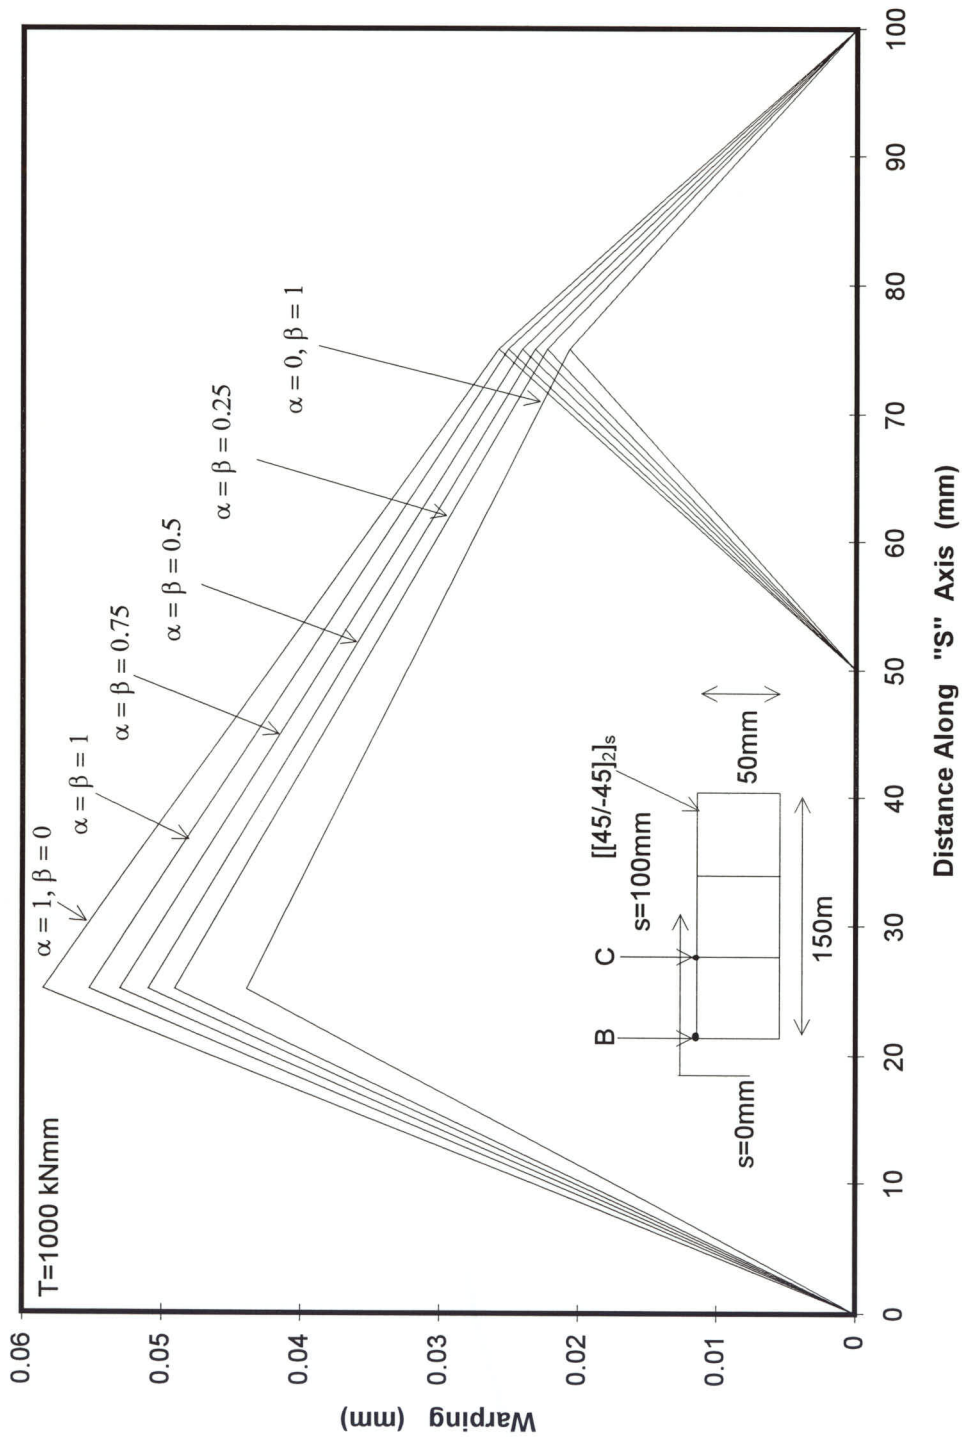 0.06
0.05
0.04
0.03
0.02
0.01
0
Warping (mm)
T=1000 kNmm
α = 1, β = 0
α = β = 1
α = β = 0.75
α = β = 0.5
α = β = 0.25
α = 0, β = 1
B
C
[[45/-45]2]s
s=100mm
s=0mm
50mm
150m
0 10 20 30 40 50 60 70 80 90 100
Distance Along "S" Axis (mm)